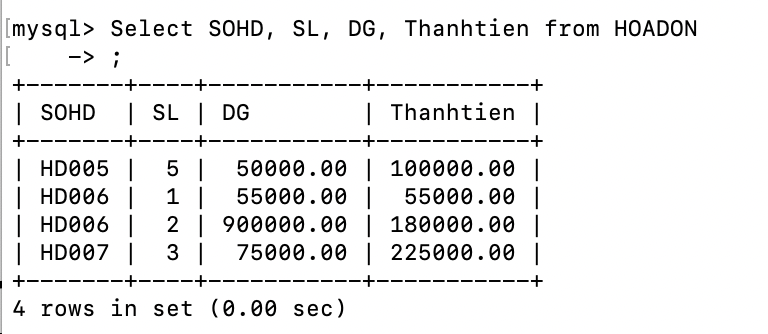 [mysql> Select SOHD, SL, DG, Thanhtien from HOADON
[    -> ;
+-------+----+-----------+-----------+
| SOHD  | SL | DG        | Thanhtien |
+-------+----+-----------+-----------+
| HD005 |  5 |  50000.00 | 100000.00 |
| HD006 |  1 |  55000.00 |  55000.00 |
| HD006 |  2 | 900000.00 | 180000.00 |
| HD007 |  3 |  75000.00 | 225000.00 |
+-------+----+-----------+-----------+
4 rows in set (0.00 sec)